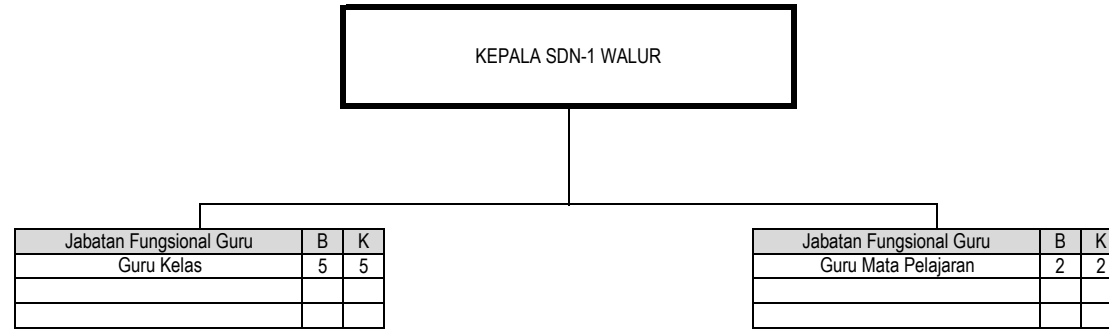 KEPALA SDN-1 WALUR
Jabatan Fungsional Guru B K
Guru Kelas 5 5
Jabatan Fungsional Guru B K
Guru Mata Pelajaran 2 2